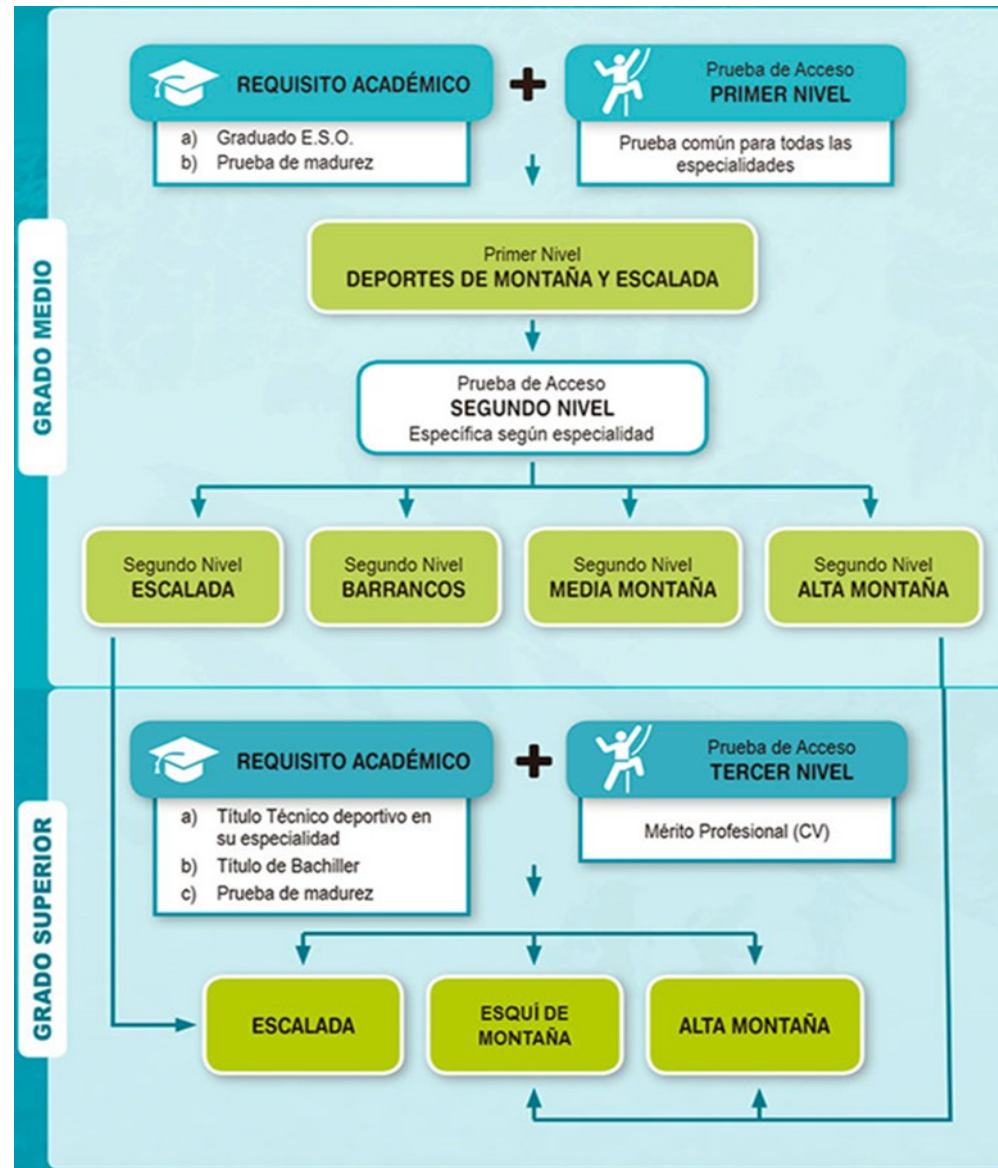 REQUISITO ACADÉMICO
a) Graduado E.S.O.
b) Prueba de madurez
+
Prueba de Acceso
PRIMER NIVEL
Prueba común para todas las
especialidades
GRADO MEDIO
Primer Nivel
DEPORTES DE MONTAÑA Y ESCALADA
Prueba de Acceso
SEGUNDO NIVEL
Específica según especialidad
Segundo Nivel
ESCALADA
Segundo Nivel
BARRANCOS
Segundo Nivel
MEDIA MONTAÑA
Segundo Nivel
ALTA MONTAÑA
GRADO SUPERIOR
REQUISITO ACADÉMICO
a) Título Técnico deportivo en
su especialidad
b) Título de Bachiller
c) Prueba de madurez
+
Prueba de Acceso
TERCER NIVEL
Mérito Profesional (CV)
ESCALADA
ESQUÍ DE
MONTAÑA
ALTA MONTAÑA